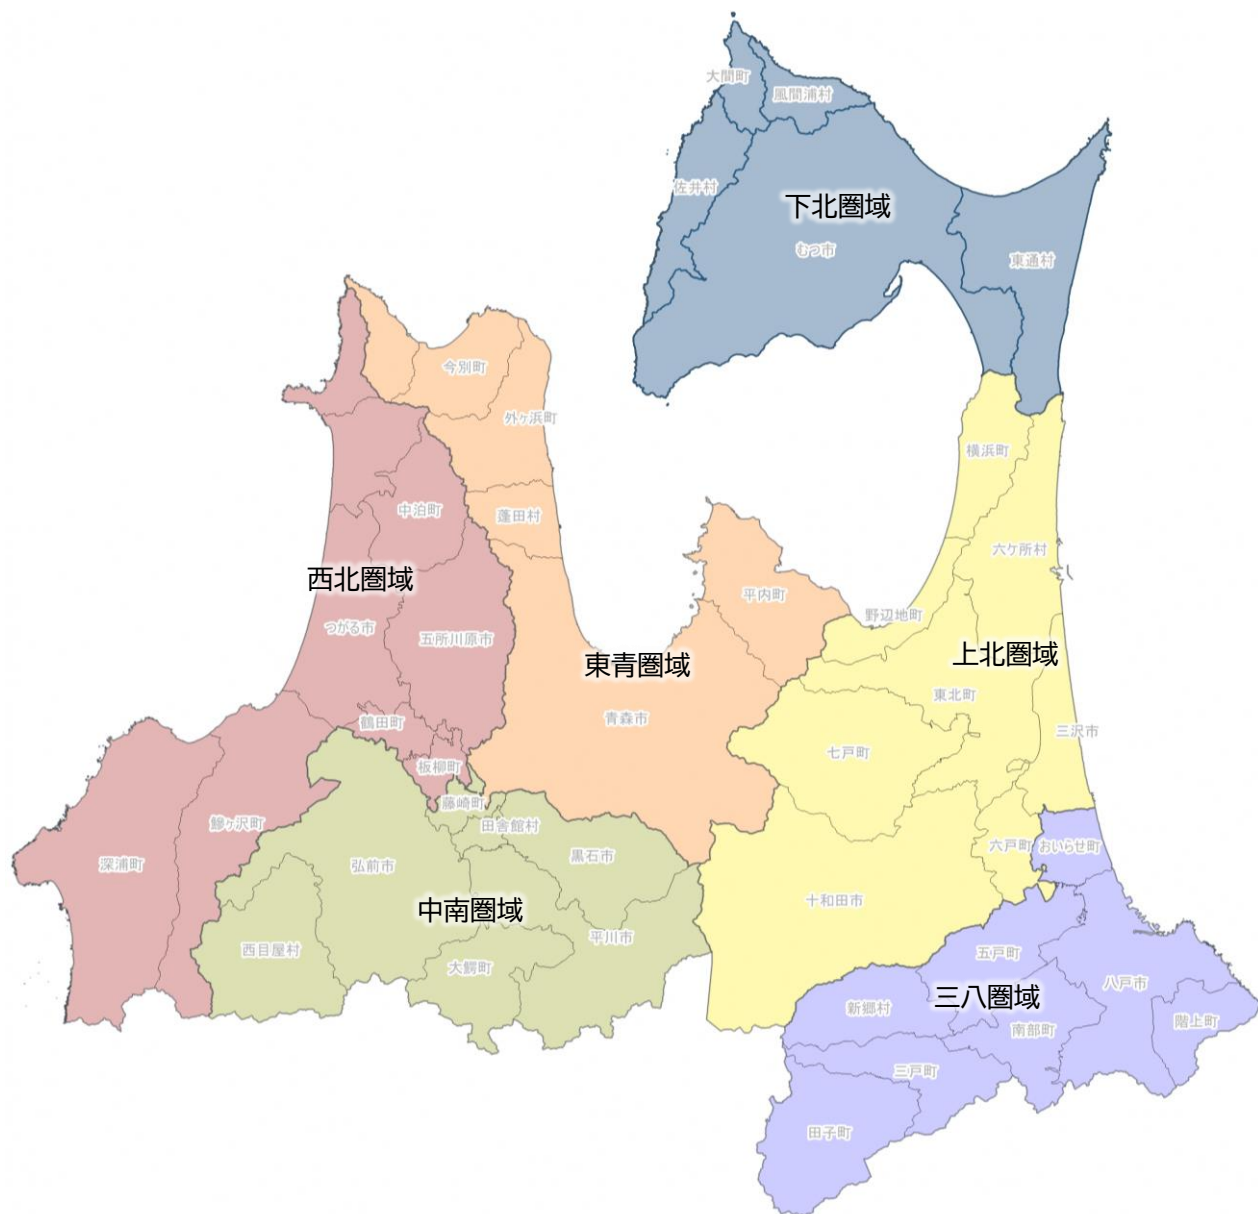 大間町
風間浦村
佐井村
下北圏域
むつ市
東通村
今別町
外ヶ浜町
横浜町
中泊町
蓬田村
六ケ所村
西北圏域
平内町
野辺地町
つがる市
五所川原市
東青圏域
上北圏域
東北町
鶴田町
青森市
三沢市
七戸町
板柳町
藤崎町
田舎館村
鰺ヶ沢町
深浦町
弘前市
黒石市
六戸町
おいらせ町
十和田市
中南圏域
西目屋村
平川市
大鰐町
五戸町
八戸市
三八圏域
新郷村
南部町
階上町
三戸町
田子町